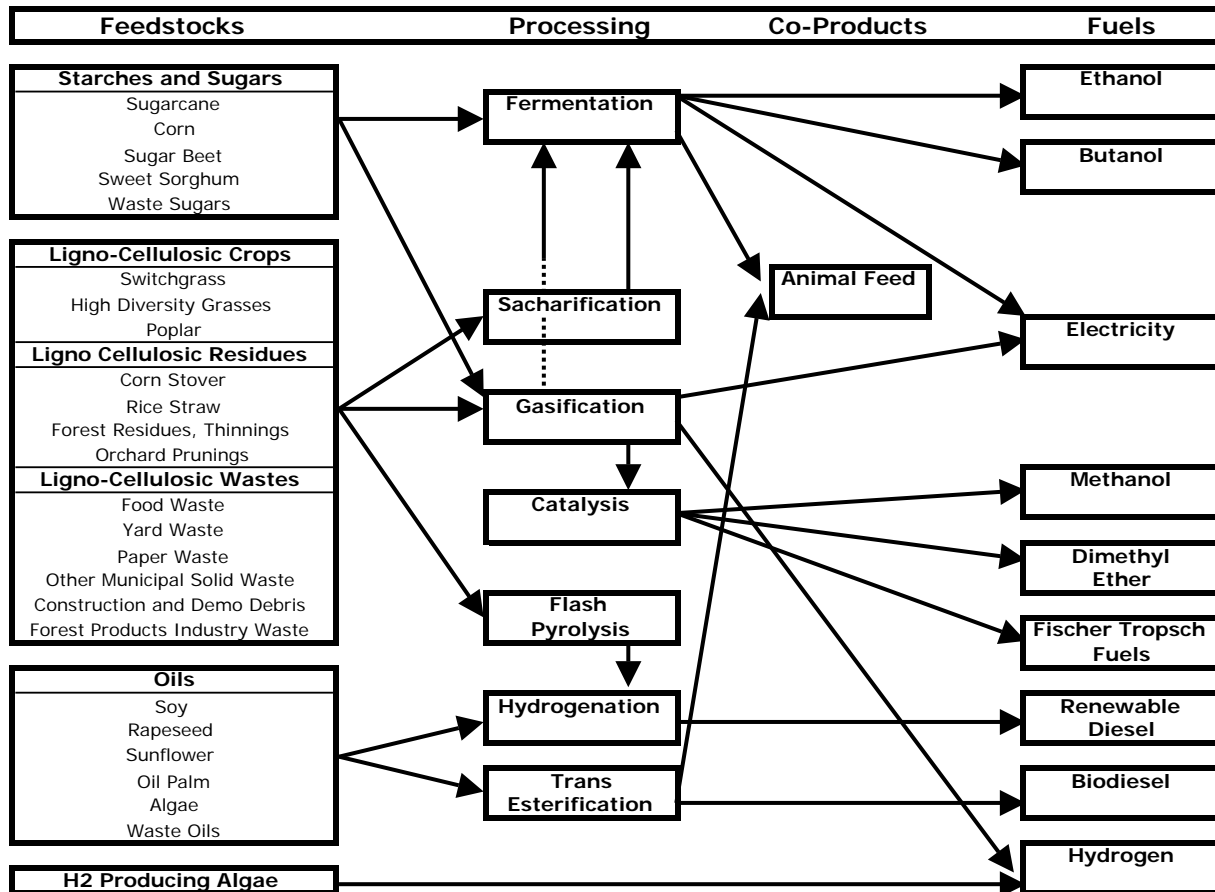 Feedstocks Processing Co-Products Fuels
Starches and Sugars
Sugarcane
Corn
Sugar Beet
Sweet Sorghum
Waste Sugars
Ligno-Cellulosic Crops
Switchgrass
High Diversity Grasses
Poplar
Ligno Cellulosic Residues
Corn Stover
Rice Straw
Forest Residues, Thinnings
Orchard Prunings
Ligno-Cellulosic Wastes
Food Waste
Yard Waste
Paper Waste
Other Municipal Solid Waste
Construction and Demo Debris
Forest Products Industry Waste
Oils
Soy
Rapeseed
Sunflower
Oil Palm
Algae
Waste Oils
H2 Producing Algae
Fermentation
Sacharification
Gasification
Catalysis
Flash
Pyrolysis
Hydrogenation
Trans
Esterification
Animal Feed
Ethanol
Butanol
Electricity
Methanol
Dimethyl
Ether
Fischer Tropsch
Fuels
Renewable
Diesel
Biodiesel
Hydrogen